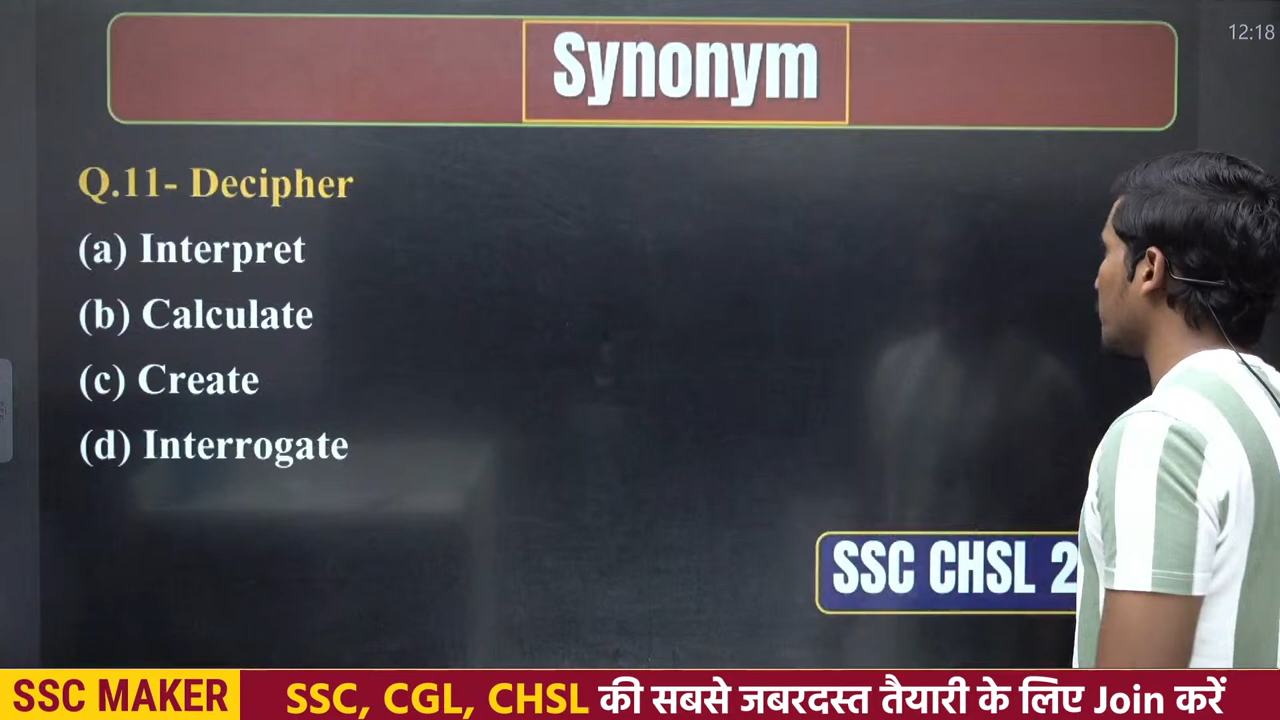 12:18
Synonym
Q.11- Decipher
(a) Interpret
(b) Calculate
(c) Create
(d) Interrogate
SSC CHSL 2
SSC MAKER
SSC, CGL, CHSL की सबसे जबरदस्त तैयारी के लिए Join करें